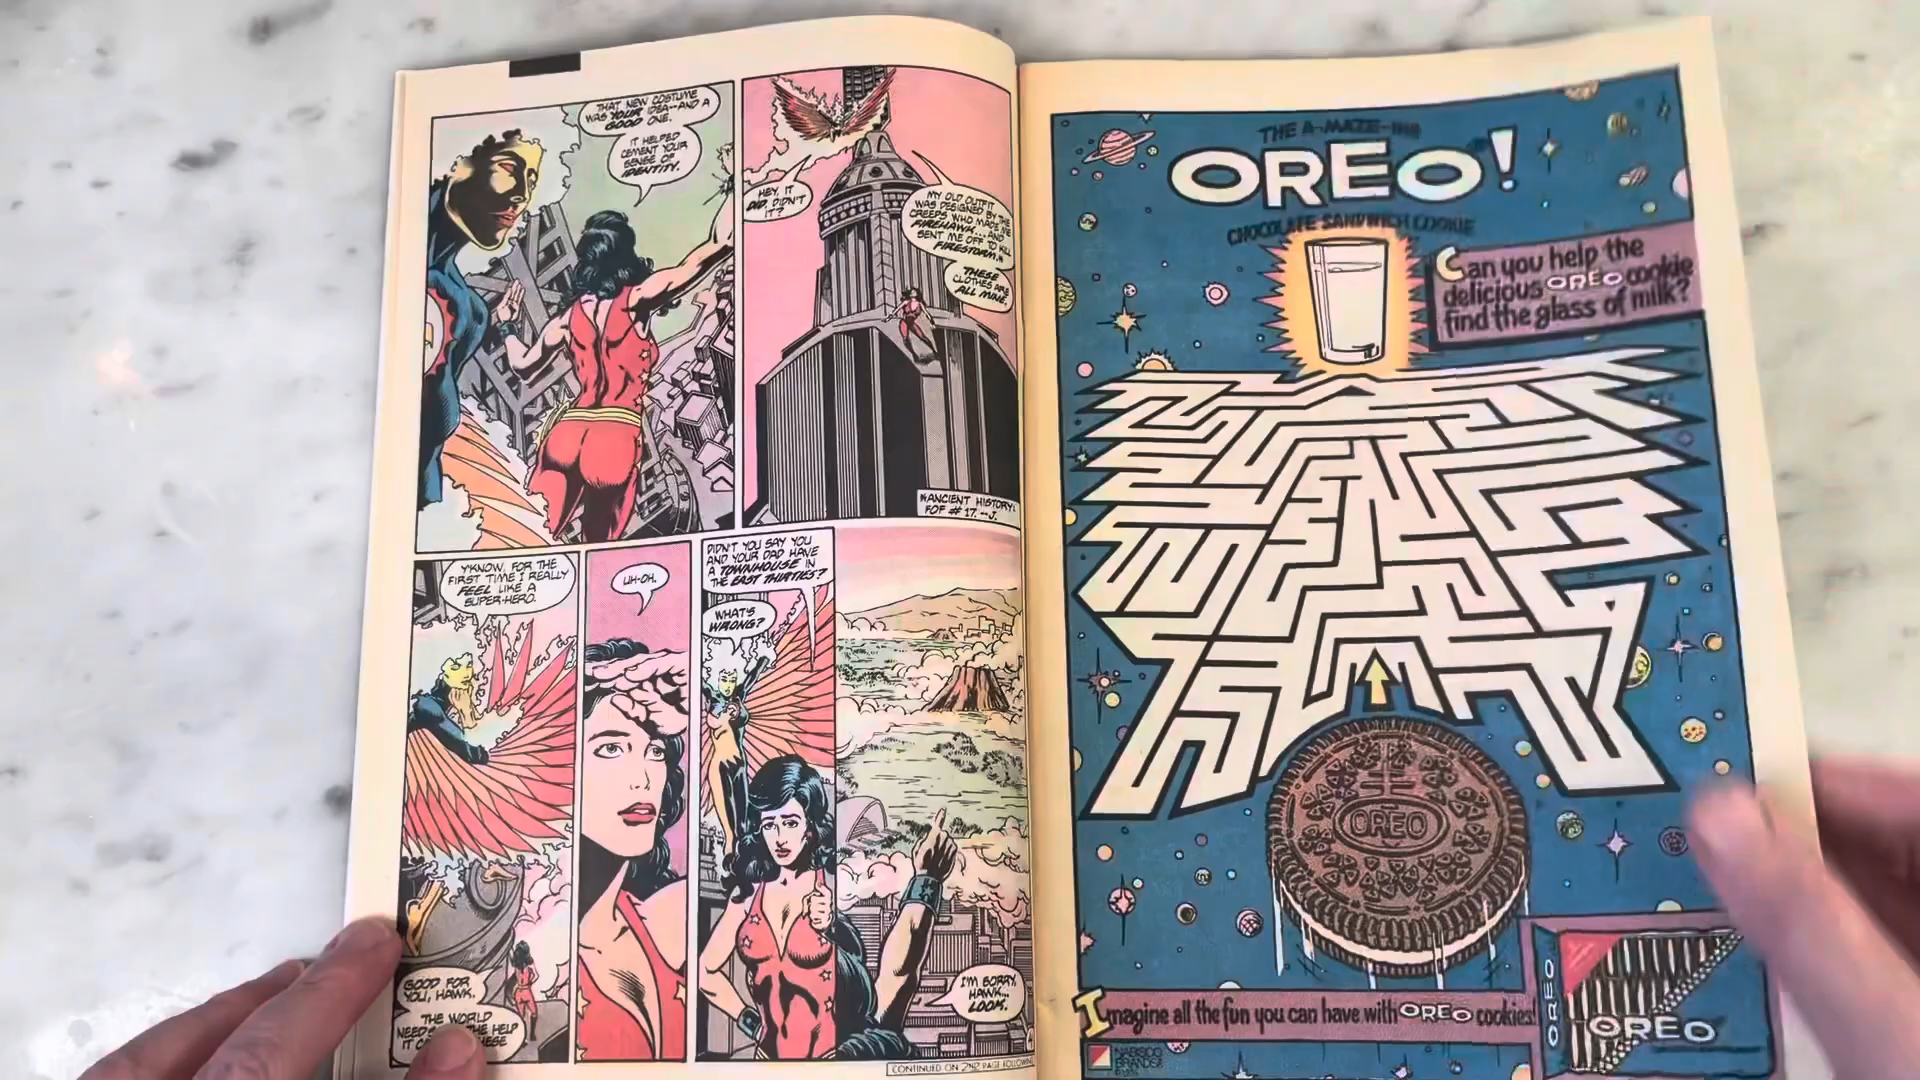 THAT NEW COSTUME
WAS YOUR IDEA--AND A
GOOD ONE.
IT HELPED
CEMENT YOUR
SENSE OF
IDENTITY.
HEY, IT
DID, DIDN'T
IT?
MY OLD OUTFIT
WAS DESIGNED BY THE
CREEPS WHO MADE ME
FIREHAWK... AND
SENT ME OFF TO KILL
FIRESTORM.*
THESE
CLOTHES ARE
ALL MINE.
*ANCIENT HISTORY:
FOF #17.--J.
Y'KNOW, FOR THE
FIRST TIME I REALLY
FEEL LIKE A
SUPER-HERO.
GOOD FOR
YOU, HAWK.
THE WORLD
NEEDS THE HELP
IT
UH-OH.
DIDN'T YOU SAY YOU
AND YOUR DAD HAVE
A TOWNHOUSE IN
THE EAST THIRTIES?
WHAT'S
WRONG?
I'M SORRY,
HAWK...
LOOK.
CONTINUED ON 2ND PAGE FOLLOWING
THE A-MAZE-ING
OREO!
CHOCOLATE SANDWICH COOKIE
Can you help the
delicious OREO cookie
find the glass of milk?
OREO
Imagine all the fun you can have with OREO cookies!
OREO
OREO
NABISCO
BRANDS